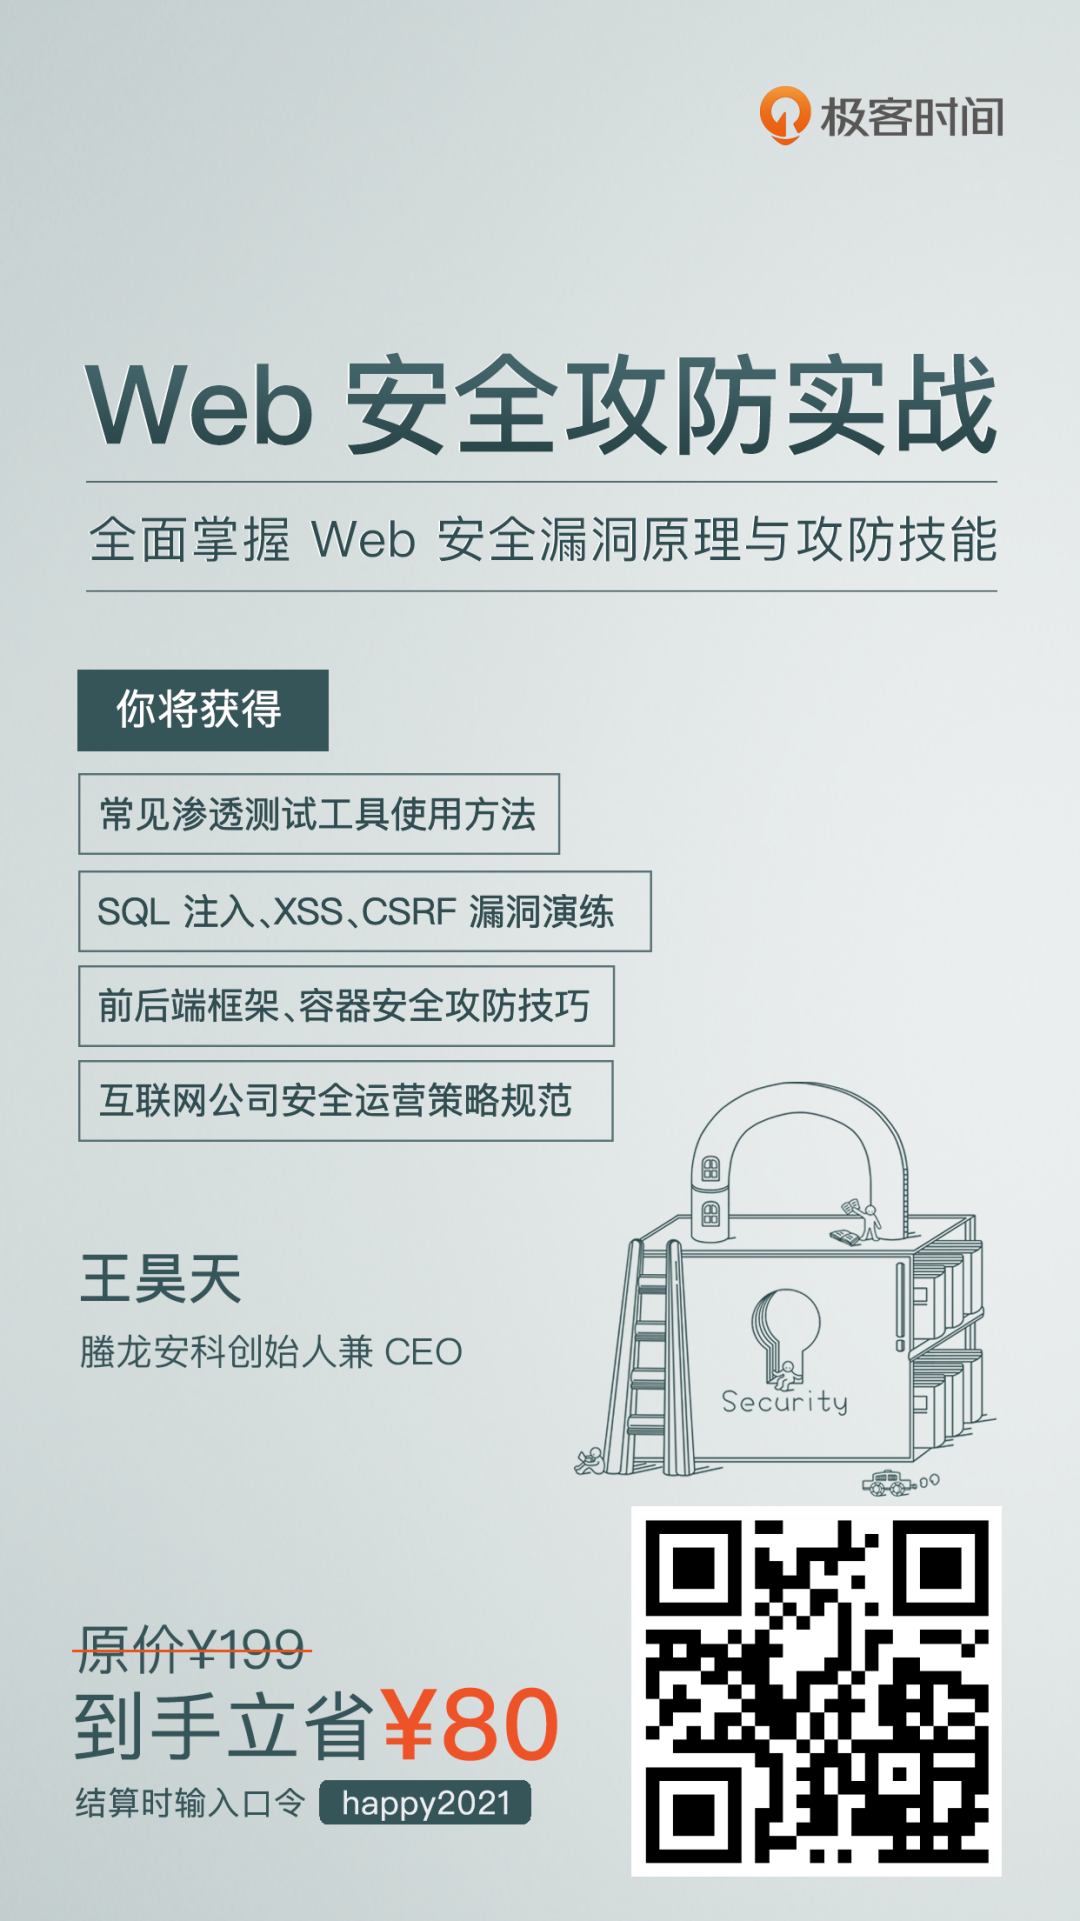 极客时间
Web 安全攻防实战
全面掌握 Web 安全漏洞原理与攻防技能
你将获得
常见渗透测试工具使用方法
SQL 注入、XSS、CSRF 漏洞演练
前后端框架、容器安全攻防技巧
互联网公司安全运营策略规范
王昊天
螣龙安科创始人兼 CEO
Security
原价¥199
到手立省¥80
结算时输入口令 happy2021